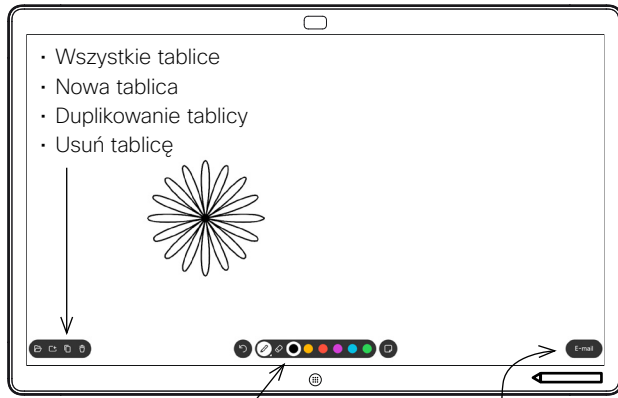 · Wszystkie tablice
· Nowa tablica
· Duplikowanie tablicy
· Usuń tablicę
E-mail